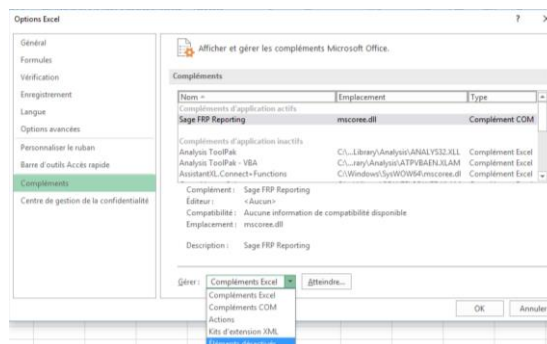 Options Excel ? X
Général
Formules
Vérification
Enregistrement
Langue
Options avancées
Personnaliser le ruban
Barre d'outils Accès rapide
Compléments
Centre de gestion de la confidentialité
Afficher et gérer les compléments Microsoft Office.
Compléments
Nom Emplacement Type
Compléments d'application actifs
Sage FRP Reporting mscoree.dll Complément COM
Compléments d'application inactifs
Analysis ToolPak C:\...Library\Analysis\ANALYS32.XLL Complément Excel
Analysis ToolPak - VBA C:\...rary\Analysis\ATPVBAEN.XLAM Complément Excel
AssistantXL.Connect+Functions C:\Windows\SysWOW64\mscoree.dl Complément Excel
Complément : Sage FRP Reporting
Éditeur : <Aucun>
Compatibilité : Aucune information de compatibilité disponible
Emplacement : mscoree.dll
Description : Sage FRP Reporting
Gérer : Compléments Excel Atteindre...
Compléments Excel
Compléments COM
Actions
Kits d'extension XML
OK Annuler